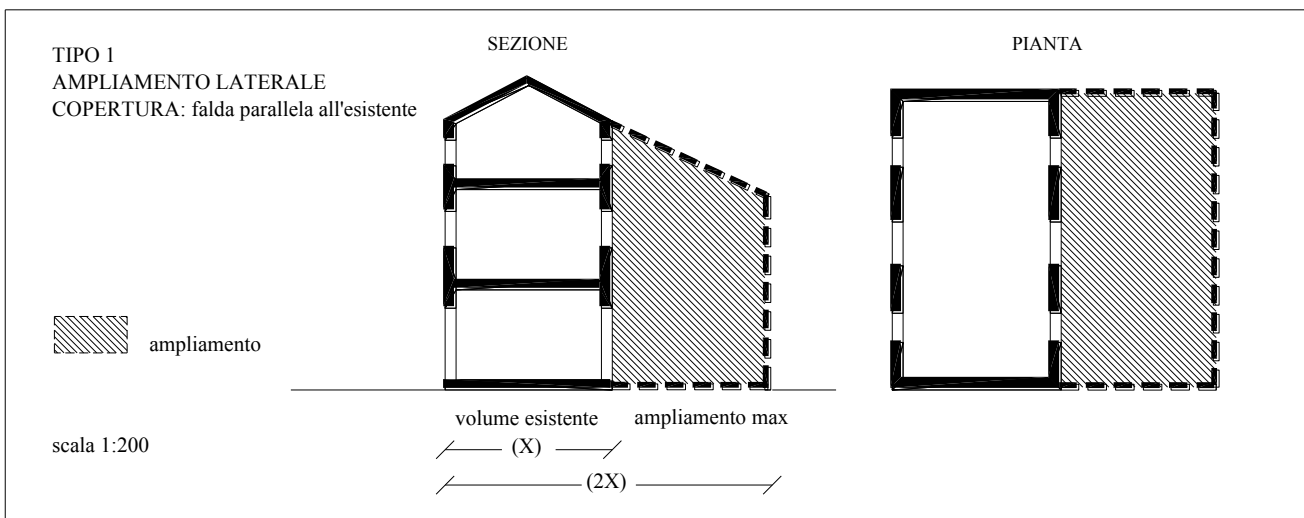 TIPO 1
AMPLIAMENTO LATERALE
COPERTURA: falda parallela all'esistente
SEZIONE
PIANTA
ampliamento
volume esistente
ampliamento max
(X)
(2X)
scala 1:200